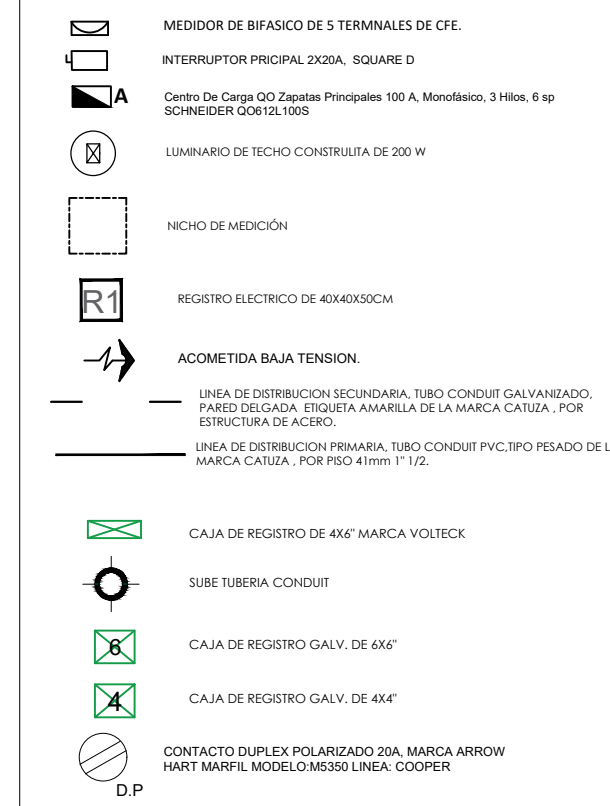 MEDIDOR DE BIFASICO DE 5 TERMNALES DE CFE.
INTERRUPTOR PRICIPAL 2X20A, SQUARE D
A
Centro De Carga QO Zapatas Principales 100 A, Monofásico, 3 Hilos, 6 sp
SCHNEIDER QO612L100S
LUMINARIO DE TECHO CONSTRULITA DE 200 W
NICHO DE MEDICIÓN
R1
REGISTRO ELECTRICO DE 40X40X50CM
ACOMETIDA BAJA TENSION.
LINEA DE DISTRIBUCION SECUNDARIA, TUBO CONDUIT GALVANIZADO,
PARED DELGADA ETIQUETA AMARILLA DE LA MARCA CATUZA , POR
ESTRUCTURA DE ACERO.
LINEA DE DISTRIBUCION PRIMARIA, TUBO CONDUIT PVC,TIPO PESADO DE L
MARCA CATUZA , POR PISO 41mm 1" 1/2.
CAJA DE REGISTRO DE 4X6" MARCA VOLTECK
SUBE TUBERIA CONDUIT
6
CAJA DE REGISTRO GALV. DE 6X6"
4
CAJA DE REGISTRO GALV. DE 4X4"
CONTACTO DUPLEX POLARIZADO 20A, MARCA ARROW
HART MARFIL MODELO:M5350 LINEA: COOPER
D.P